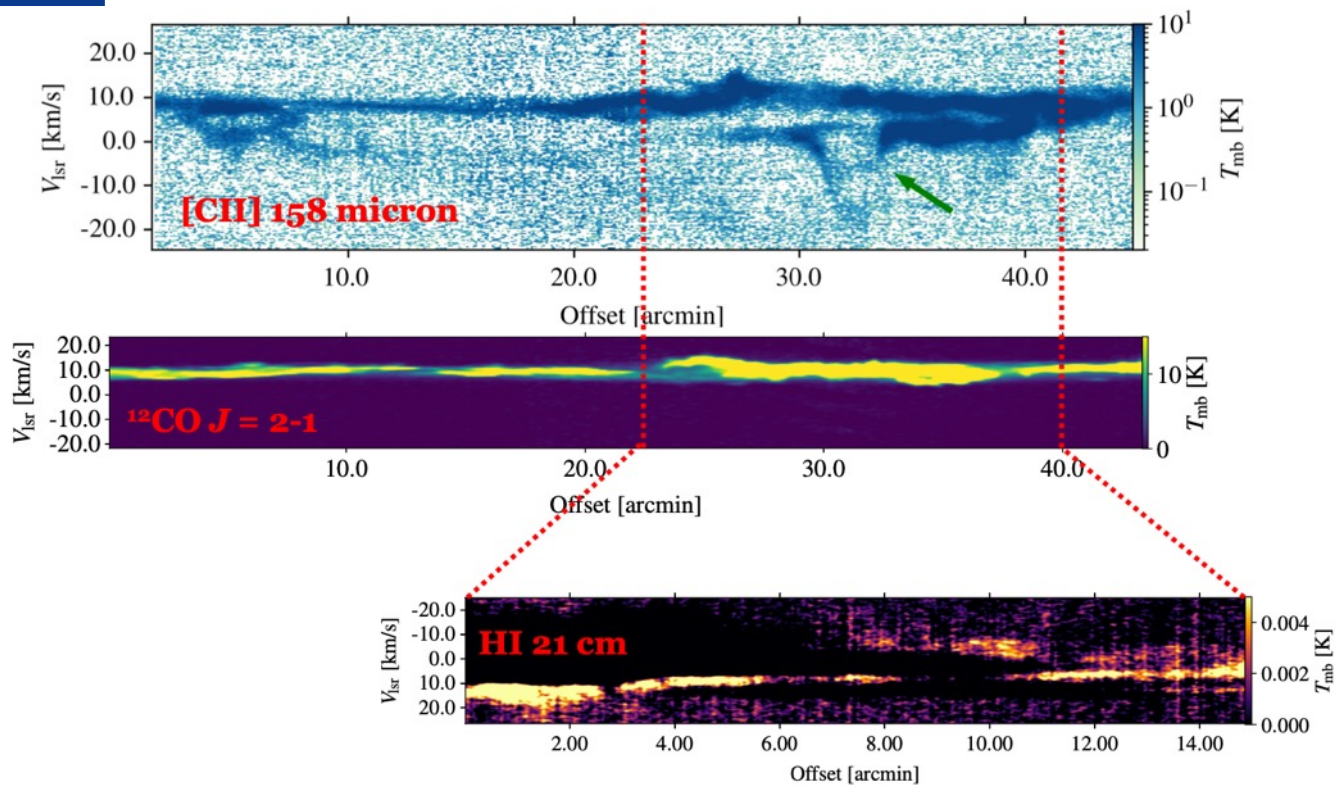 20.0
10.0
0.0
-10.0
-20.0
V_lsr [km/s]
[CII] 158 micron
10^1
10^0
10^-1
T_mb [K]
10.0 20.0 30.0 40.0
Offset [arcmin]
20.0
10.0
0.0
-10.0
-20.0
V_lsr [km/s]
¹²CO J = 2-1
10
0
T_mb [K]
10.0 20.0 30.0 40.0
Offset [arcmin]
-20.0
-10.0
0.0
10.0
20.0
V_lsr [km/s]
HI 21 cm
0.004
0.002
0.000
T_mb [K]
2.00 4.00 6.00 8.00 10.00 12.00 14.00
Offset [arcmin]